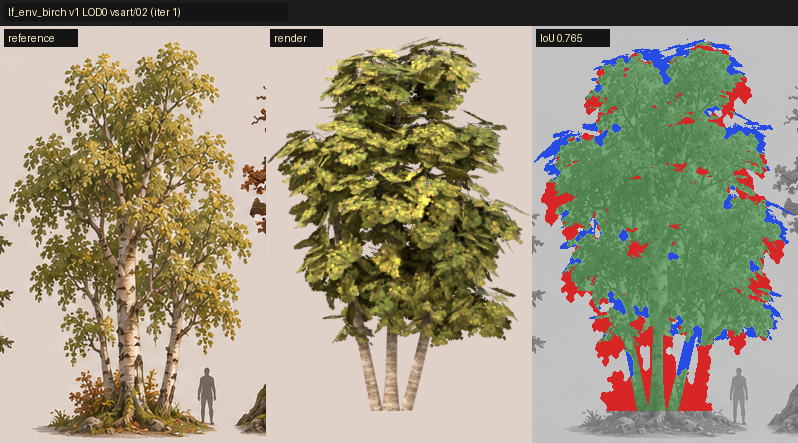 lf_env_birch v1 LOD0 vsart/02 (iter 1)
reference
render
IoU 0.765